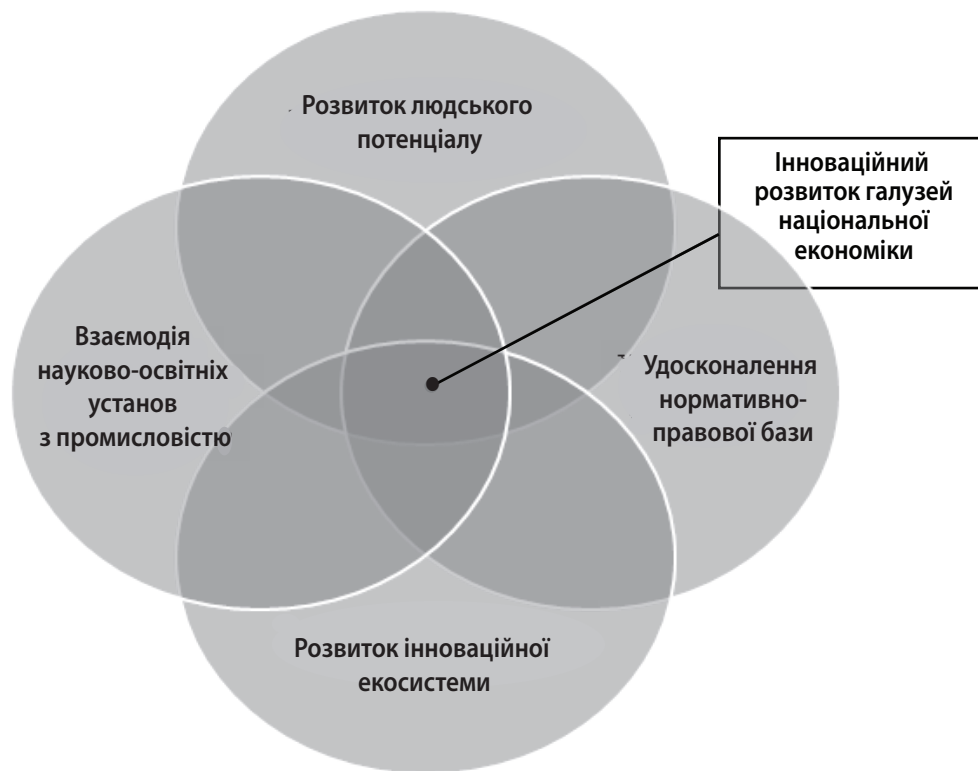 Розвиток людського
потенціалу
Інноваційний
розвиток галузей
національної
економіки
Взаємодія
науково-освітніх
установ
з промисловістю
Удосконалення
нормативно-
правової бази
Розвиток інноваційної
екосистеми